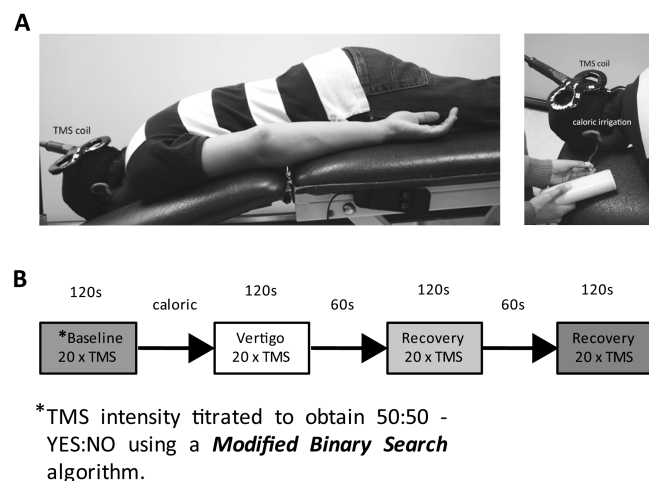 A
TMS coil
TMS coil
caloric irrigation
B
120s
caloric
120s
60s
120s
60s
120s
*Baseline
20 x TMS
Vertigo
20 x TMS
Recovery
20 x TMS
Recovery
20 x TMS
*TMS intensity titrated to obtain 50:50 -
YES:NO using a Modified Binary Search
algorithm.